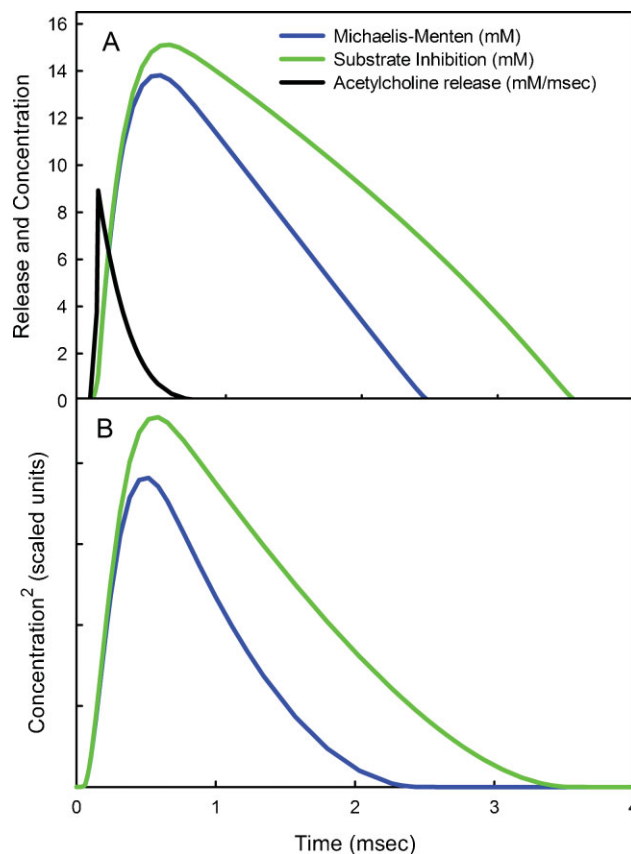 A
Michaelis-Menten (mM)
Substrate Inhibition (mM)
Acetylcholine release (mM/msec)
Release and Concentration
16
14
12
10
8
6
4
2
0
B
Concentration² (scaled units)
0 1 2 3 4
Time (msec)